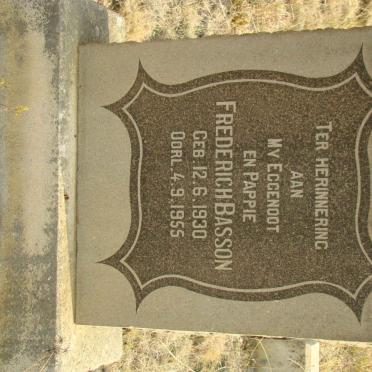 TER HERINNERING
AAN
MY EGGENOOT
EN PAPPIE
FREDERICH BASSON
GEB. 12.6.1930
OORL. 4.9.1955